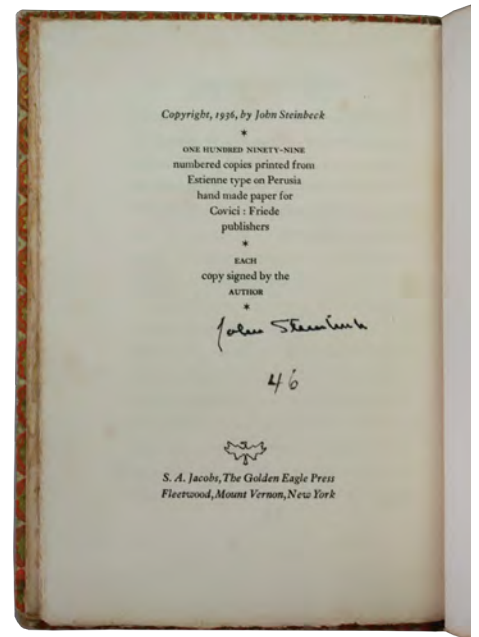 Copyright, 1936, by John Steinbeck
*
ONE HUNDRED NINETY-NINE
numbered copies printed from
Estienne type on Perusia
hand made paper for
Covici : Friede
publishers
*
EACH
copy signed by the
AUTHOR
*
John Steinbeck
46
S. A. Jacobs, The Golden Eagle Press
Fleetwood, Mount Vernon, New York